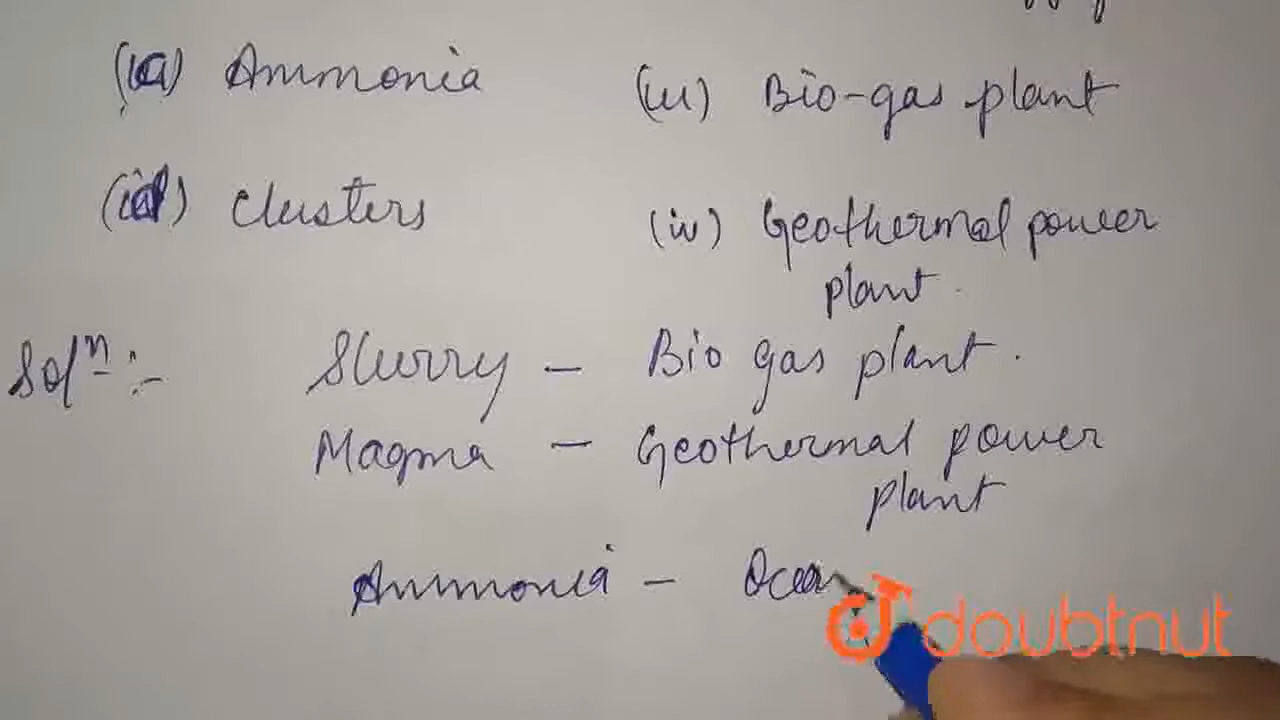 (c) Ammonia (iii) Bio-gas plant
(d) Clusters (iv) Geothermal power
plant
Solⁿ :- Slurry - Bio gas plant.
Magma - Geothermal power
plant
Ammonia - Ocean
doubtnut